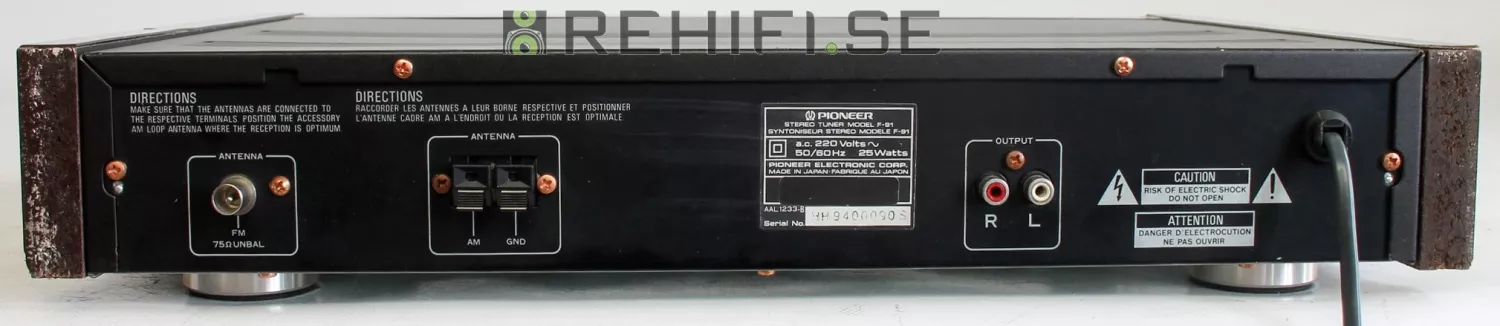 REHIFI.SE
DIRECTIONS
MAKE SURE THAT THE ANTENNAS ARE CONNECTED TO
THE RESPECTIVE TERMINALS. POSITION THE ACCESSORY
AM LOOP ANTENNA WHERE THE RECEPTION IS OPTIMUM.
DIRECTIONS
RACCORDER LES ANTENNES A LEUR BORNE RESPECTIVE ET POSITIONNER
L'ANTENNE CADRE AM A L'ENDROIT OU LA RECEPTION EST OPTIMALE.
ANTENNA
FM
75Ω UNBAL
ANTENNA
AM
GND
PIONEER
STEREO TUNER MODEL F-91
SYNTONISEUR STEREO MODELE F-91
a.c. 220 Volts ~
50/60Hz 25Watts
PIONEER ELECTRONIC CORP.
MADE IN JAPAN·FABRIQUE AU JAPON
AAL1233-B
Serial No. HH9400090S
OUTPUT
R L
CAUTION
RISK OF ELECTRIC SHOCK
DO NOT OPEN
ATTENTION
DANGER D'ELECTROCUTION
NE PAS OUVRIR